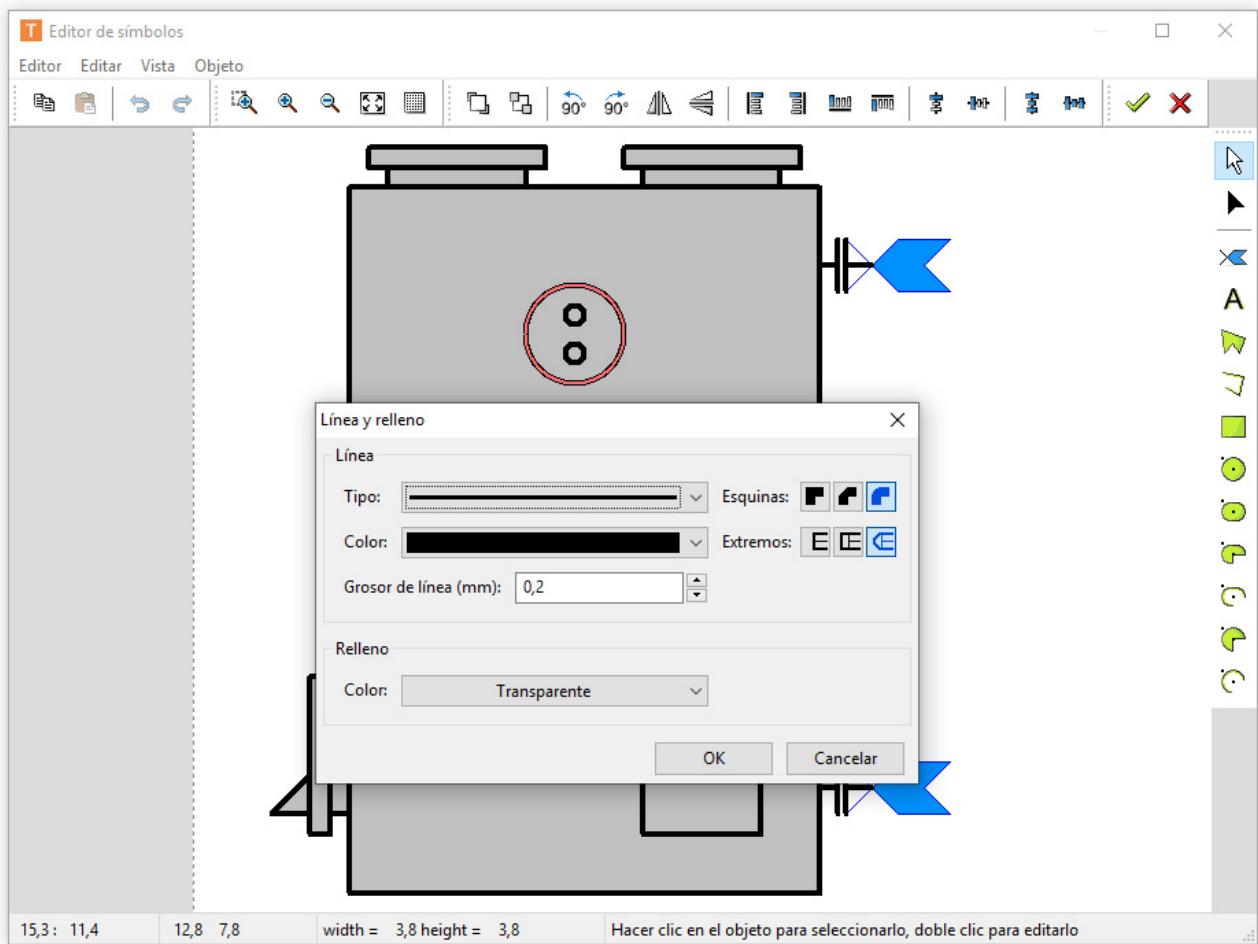 T Editor de símbolos
Editor Editar Vista Objeto
90° 90°
A
Línea y relleno
Línea
Tipo: Esquinas:
Color: Extremos:
Grosor de línea (mm): 0,2
Relleno
Color: Transparente
OK Cancelar
15,3 : 11,4 12,8 7,8 width = 3,8 height = 3,8 Hacer clic en el objeto para seleccionarlo, doble clic para editarlo